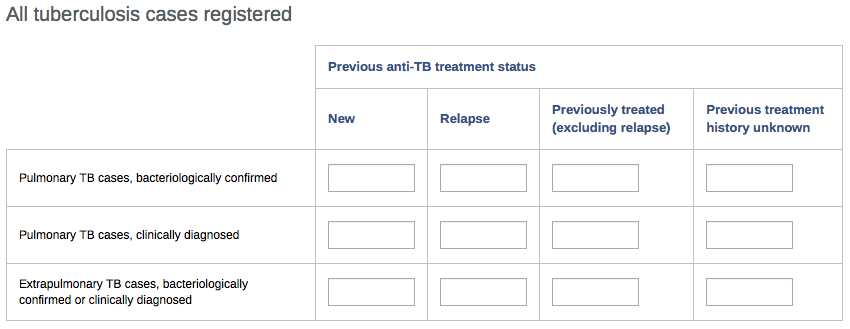 All tuberculosis cases registered
Previous anti-TB treatment status
New
Relapse
Previously treated
(excluding relapse)
Previous treatment
history unknown
Pulmonary TB cases, bacteriologically confirmed
Pulmonary TB cases, clinically diagnosed
Extrapulmonary TB cases, bacteriologically
confirmed or clinically diagnosed